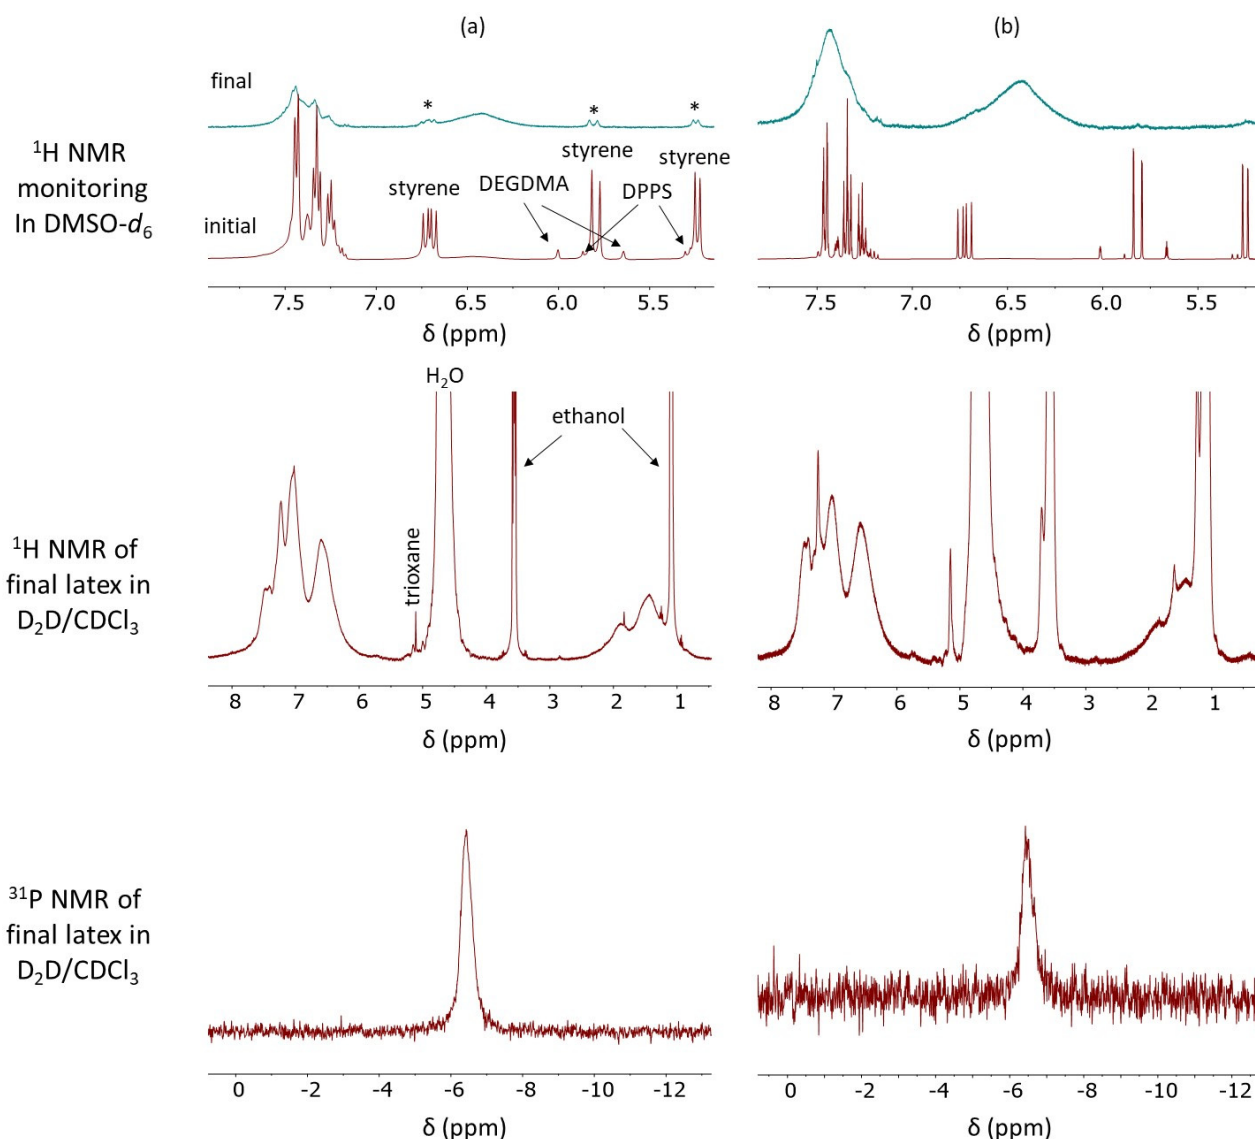 (a)
(b)
final
*
*
*
styrene
styrene
styrene
DEGDMA
DPPS
initial
¹H NMR
monitoring
In DMSO-d₆
7.5 7.0 6.5 6.0 5.5
δ (ppm)
7.5 7.0 6.5 6.0 5.5
δ (ppm)
H₂O
ethanol
trioxane
¹H NMR of
final latex in
D₂D/CDCl₃
8 7 6 5 4 3 2 1
δ (ppm)
8 7 6 5 4 3 2 1
δ (ppm)
³¹P NMR of
final latex in
D₂D/CDCl₃
0 -2 -4 -6 -8 -10 -12
δ (ppm)
0 -2 -4 -6 -8 -10 -12
δ (ppm)